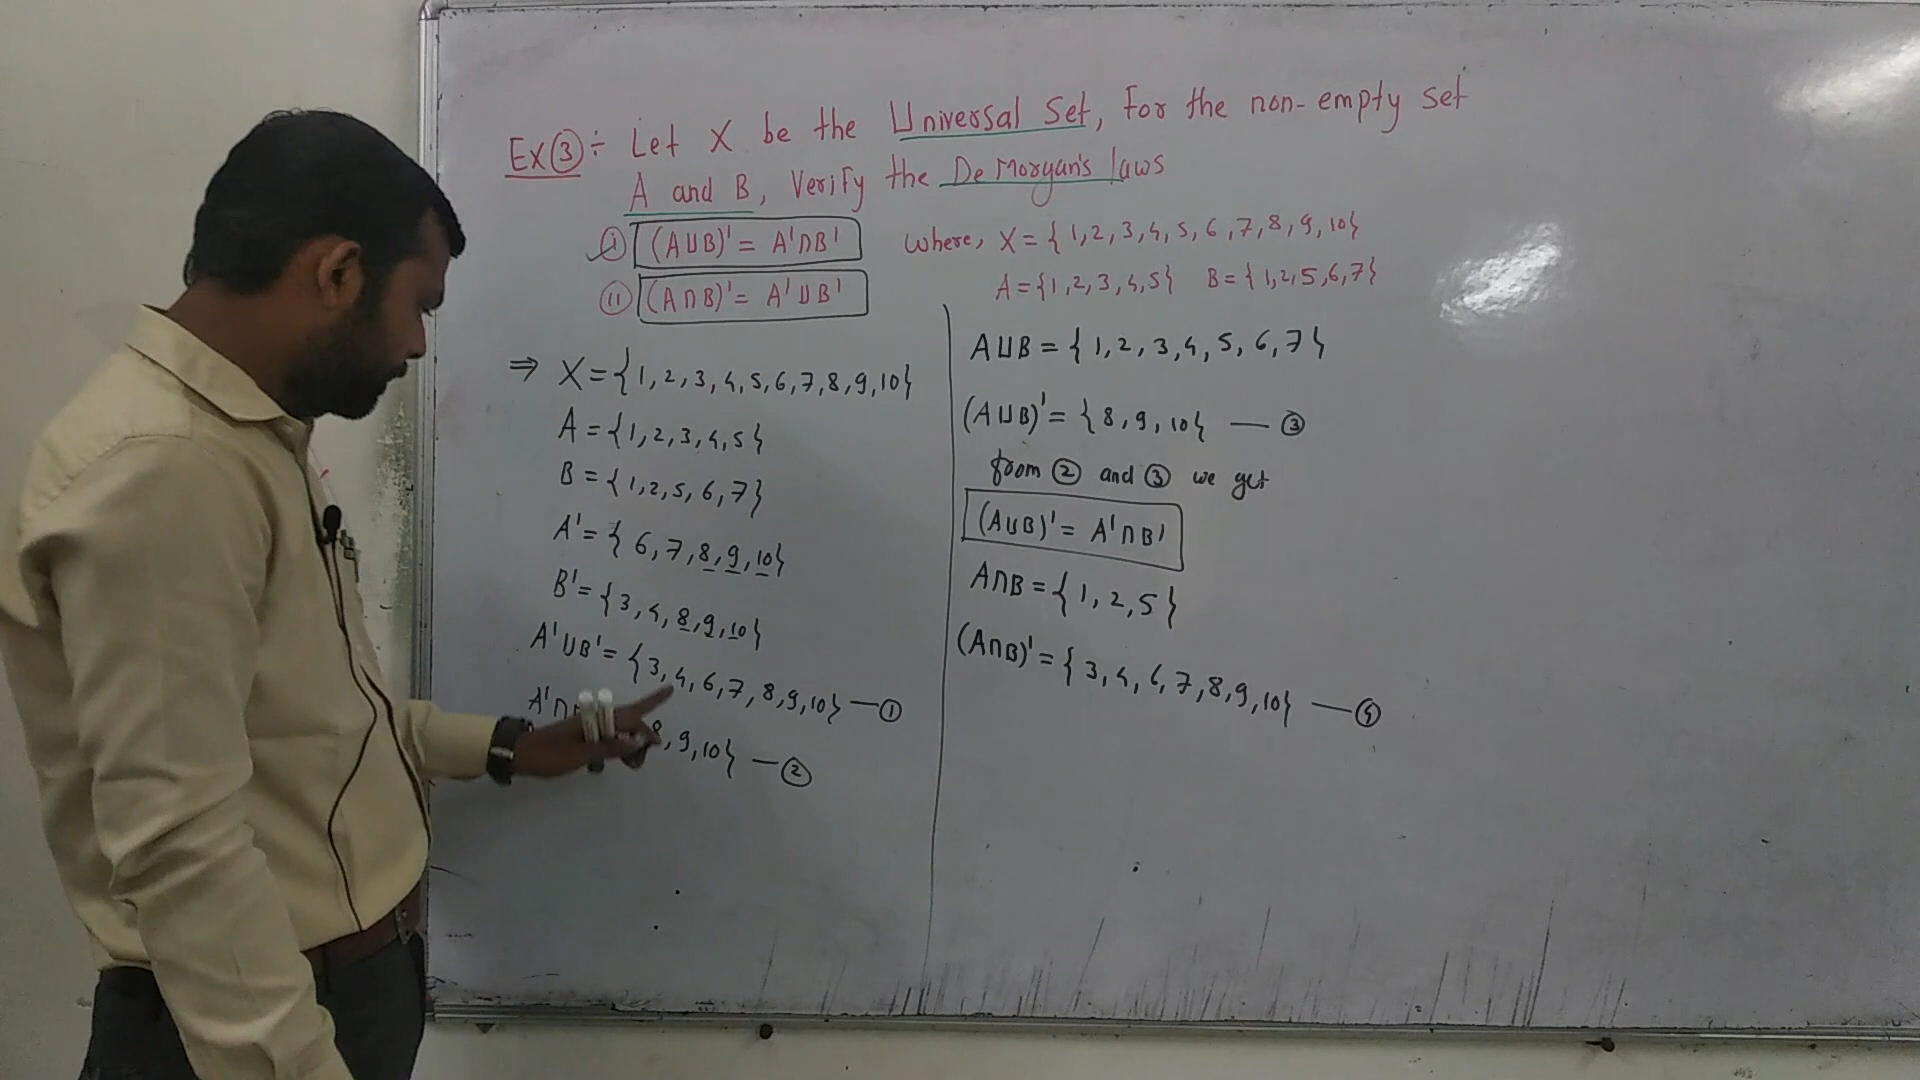 Ex③÷ Let X be the Universal Set, For the non-empty set
A and B, Verify the De Morgan's laws
(i) (A∪B)' = A'∩B' where, X = { 1,2,3,4,5,6,7,8,9,10}
(ii) (A∩B)' = A'∪B' A={1,2,3,4,5} B={1,2,5,6,7}
⇒ X={1,2,3,4,5,6,7,8,9,10}
A={1,2,3,4,5}
B={1,2,5,6,7}
A'={6,7,8,9,10}
B'={3,4,8,9,10}
A'∪B'={3,4,6,7,8,9,10} —①
A'∩ 8,9,10} —②
A∪B={1,2,3,4,5,6,7}
(A∪B)'={8,9,10} —③
from ② and ③ we get
(A∪B)' = A'∩B'
A∩B={1,2,5}
(A∩B)'={3,4,6,7,8,9,10} —④